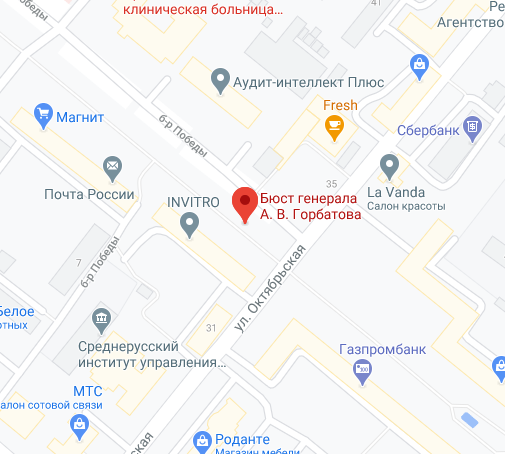 клиническая больница...
б-р Победы
41
Ре
Агентство
Аудит-интеллект Плюс
Fresh
Магнит
б-р Победы
Сбербанк
Почта России
35
La Vanda
Салон красоты
INVITRO
Бюст генерала
А. В. Горбатова
7
б-р Победы
ул. Октябрьская
Белое
отных
31
Среднерусский
институт управления...
Газпромбанк
МТС
алон сотовой связи
ская
Роданте
Магазин мебели